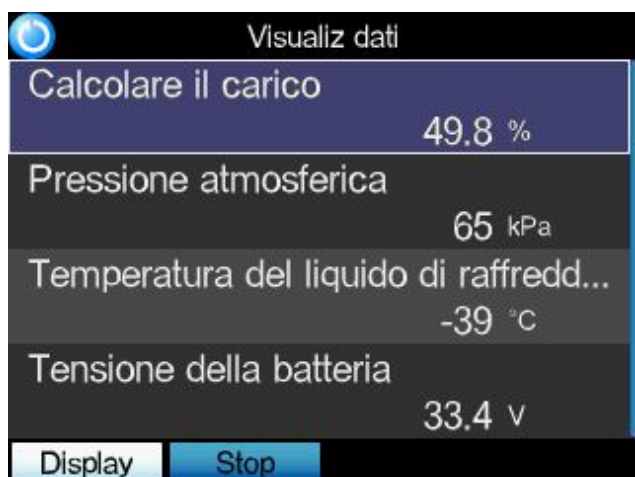 Visualiz dati
Calcolare il carico
49.8 %
Pressione atmosferica
65 kPa
Temperatura del liquido di raffredd...
-39 °C
Tensione della batteria
33.4 V
Display Stop